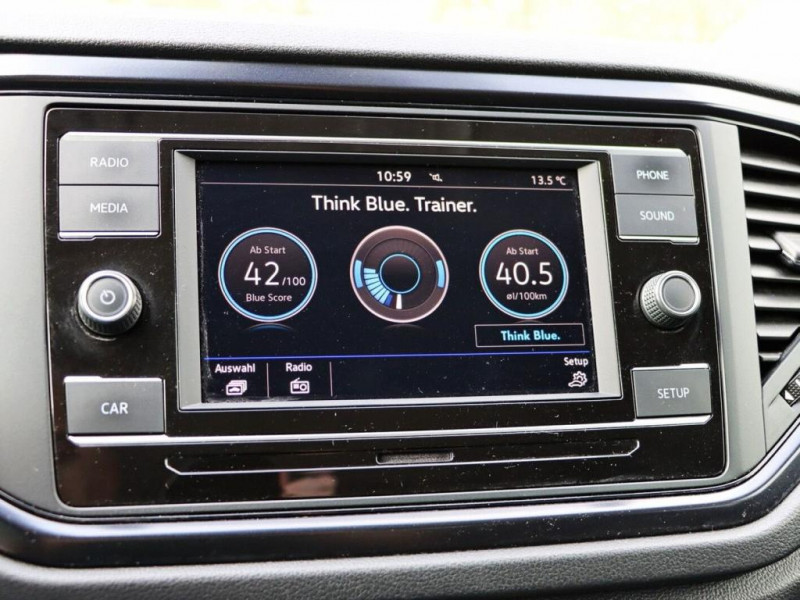 RADIO
MEDIA
CAR
10:59
13.5 °C
Think Blue. Trainer.
Ab Start
42/100
Blue Score
Ab Start
40.5
øl/100km
Think Blue.
Auswahl
Radio
Setup
PHONE
SOUND
SETUP